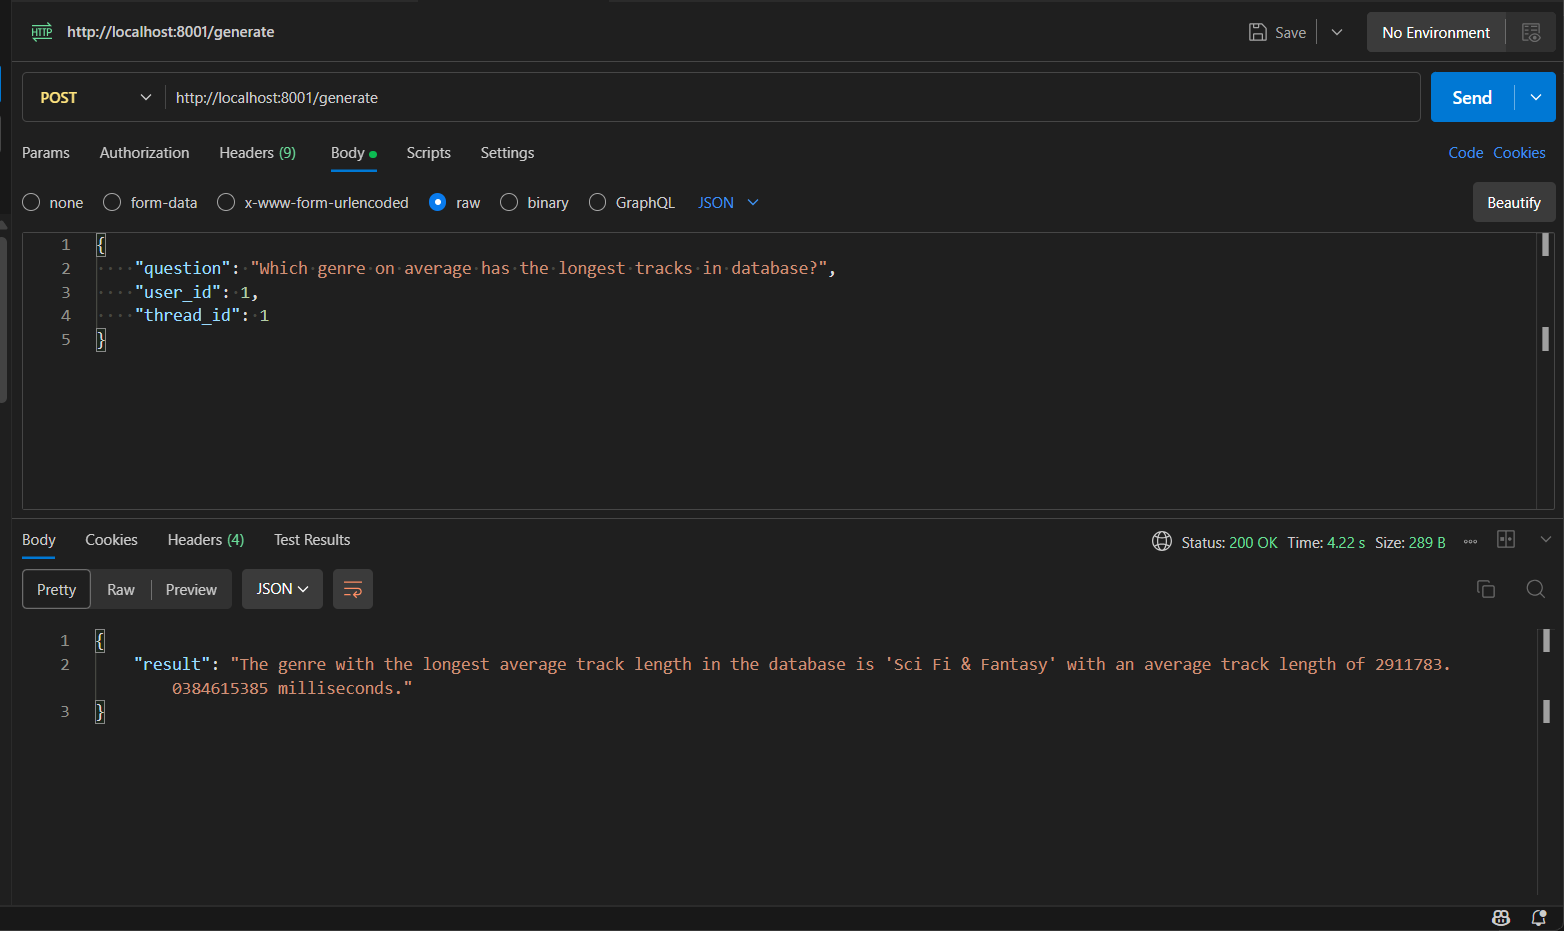 HTTP http://localhost:8001/generate Save No Environment
POST http://localhost:8001/generate Send
Params Authorization Headers (9) Body Scripts Settings Code Cookies
none form-data x-www-form-urlencoded raw binary GraphQL JSON Beautify
1 {
2 ····"question":·"Which·genre·on·average·has·the·longest·tracks·in·database?",
3 ····"user_id":·1,
4 ····"thread_id":·1
5 }
Body Cookies Headers (4) Test Results Status: 200 OK Time: 4.22 s Size: 289 B
Pretty Raw Preview JSON
1 {
2 "result": "The genre with the longest average track length in the database is 'Sci Fi & Fantasy' with an average track length of 2911783.
0384615385 milliseconds."
3 }